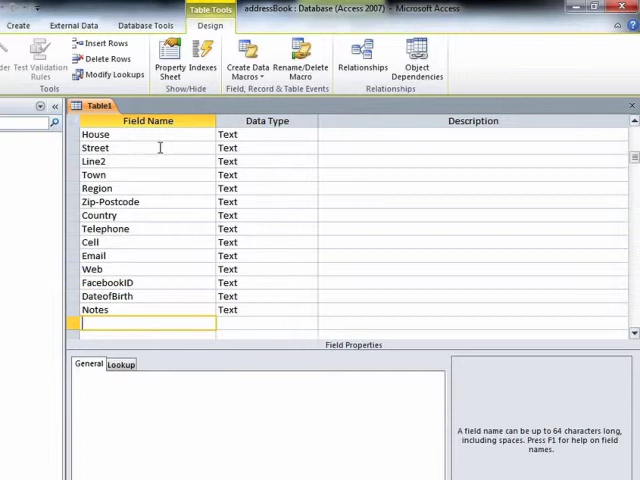 Table Tools
addressBook : Database (Access 2007) - Microsoft Access
Create External Data Database Tools Design
Insert Rows
Delete Rows
Modify Lookups
Test Validation Rules
Property Sheet
Indexes
Create Data Macros
Rename/Delete Macro
Relationships
Object Dependencies
Tools Show/Hide Field, Record & Table Events Relationships
Table1
Field Name Data Type Description
House Text
Street Text
Line2 Text
Town Text
Region Text
Zip-Postcode Text
Country Text
Telephone Text
Cell Text
Email Text
Web Text
FacebookID Text
DateofBirth Text
Notes Text
Field Properties
General Lookup
A field name can be up to 64 characters long,
including spaces. Press F1 for help on field
names.